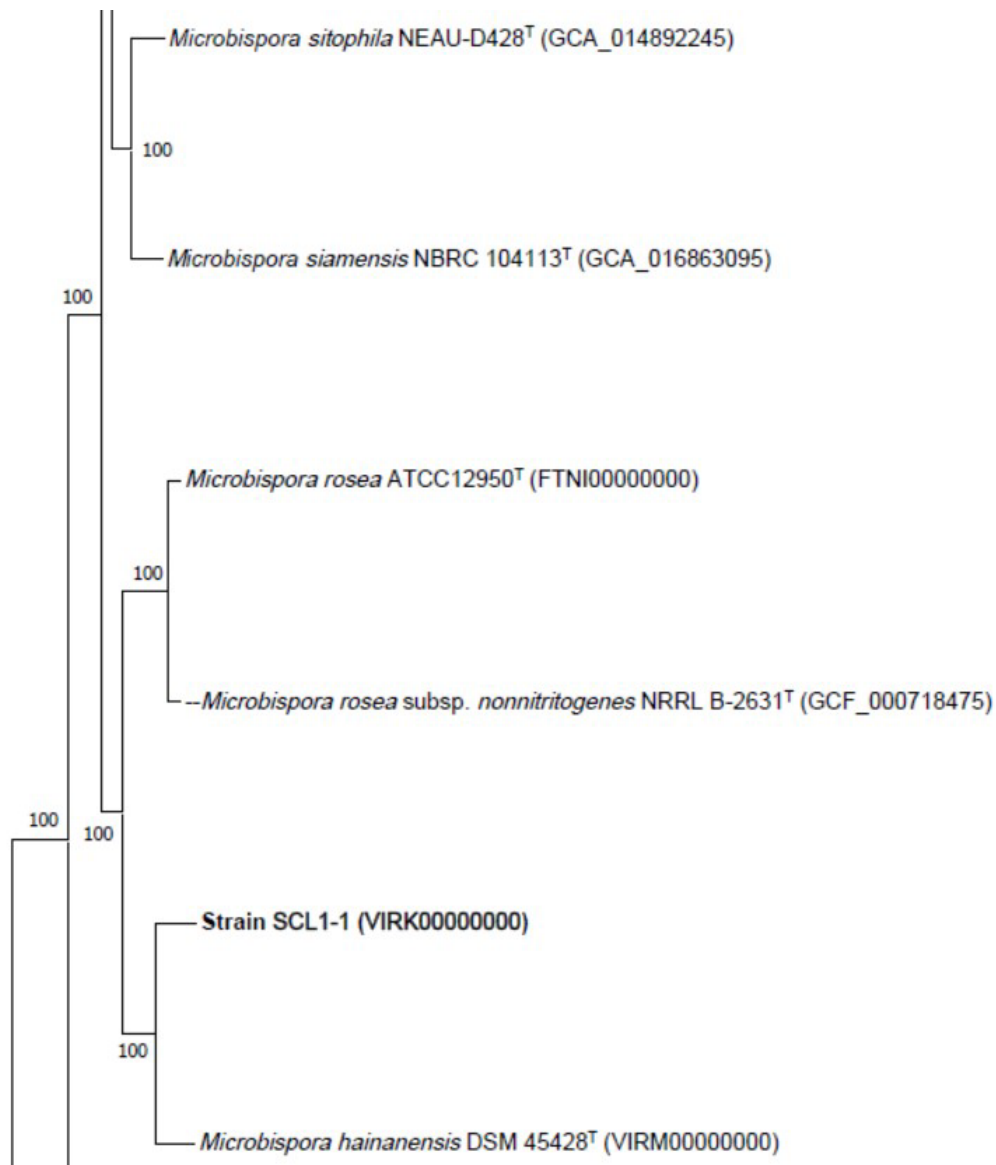 Microbispora sitophila NEAU-D428ᵀ (GCA_014892245)
100
Microbispora siamensis NBRC 104113ᵀ (GCA_016863095)
100
Microbispora rosea ATCC12950ᵀ (FTNI00000000)
100
--Microbispora rosea subsp. nonnitritogenes NRRL B-2631ᵀ (GCF_000718475)
100
100
Strain SCL1-1 (VIRK00000000)
100
Microbispora hainanensis DSM 45428ᵀ (VIRM00000000)